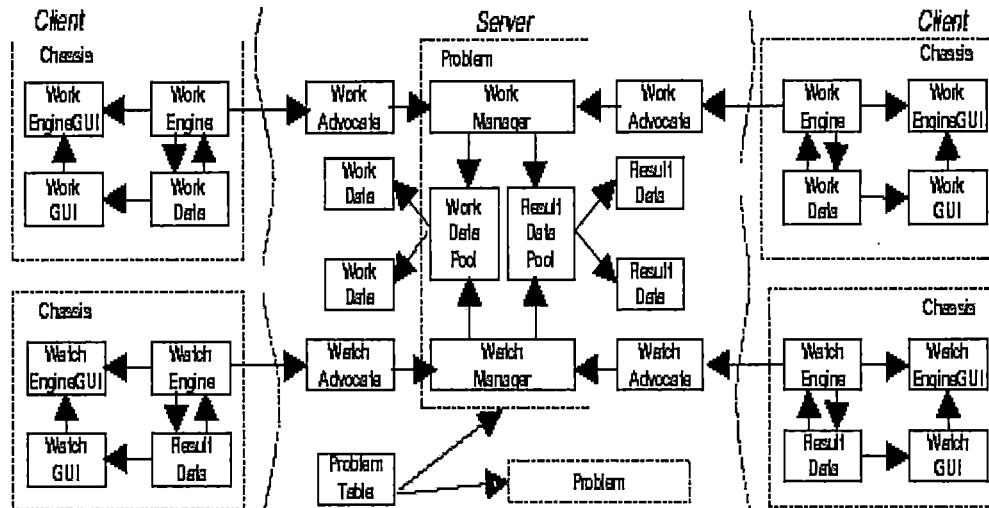 Client
Server
Client
Chassis
Problem
Chassis
Work
EngineGUI
Work
Engine
Work
Advocate
Work
Manager
Work
Advocate
Work
Engine
Work
EngineGUI
Work
GUI
Work
Data
Work
Data
Work
Data
Pool
Result
Data
Pool
Result
Data
Work
Data
Work
GUI
Work
Data
Result
Data
Chassis
Chassis
Watch
EngineGUI
Watch
Engine
Watch
Advocate
Watch
Manager
Watch
Advocate
Watch
Engine
Watch
EngineGUI
Watch
GUI
Result
Data
Problem
Table
Problem
Result
Data
Watch
GUI